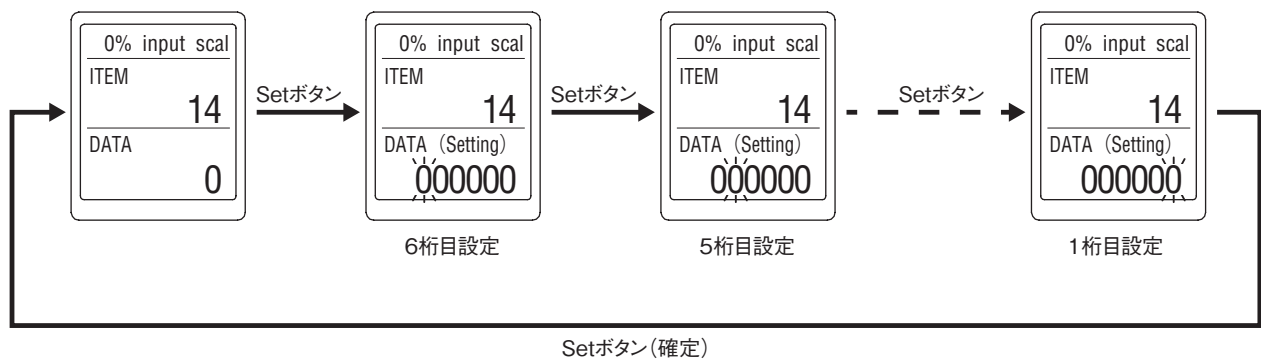 0% input scal
ITEM
14
DATA
0
Setボタン
0% input scal
ITEM
14
DATA (Setting)
000000
6桁目設定
Setボタン
0% input scal
ITEM
14
DATA (Setting)
000000
5桁目設定
Setボタン
0% input scal
ITEM
14
DATA (Setting)
000000
1桁目設定
Setボタン(確定)